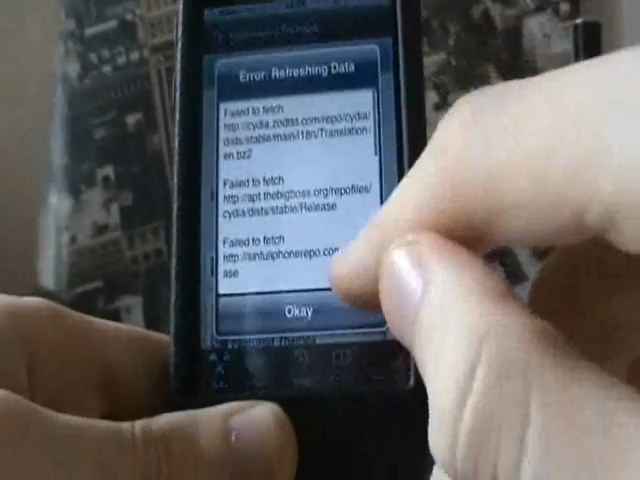 Error: Refreshing Data
Failed to fetch
http://cydia.zodttd.com/repo/cydia/
dists/stable/main/i18n/Translation-
en.bz2
Failed to fetch
http://apt.thebigboss.org/repofiles/
cydia/dists/stable/Release
Failed to fetch
http://sinfuliphonerepo.com
ase
Okay